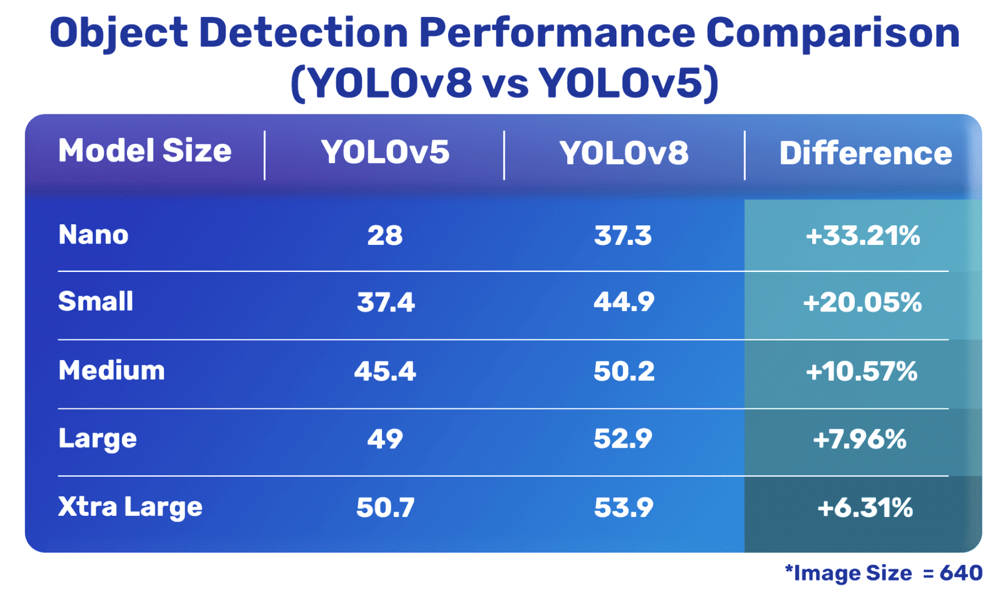 Object Detection Performance Comparison
(YOLOv8 vs YOLOv5)
Model Size YOLOv5 YOLOv8 Difference
Nano 28 37.3 +33.21%
Small 37.4 44.9 +20.05%
Medium 45.4 50.2 +10.57%
Large 49 52.9 +7.96%
Xtra Large 50.7 53.9 +6.31%
*Image Size = 640